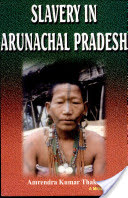 SLAVERY IN
ARUNACHAL PRADESH
Amrendra Kumar Thakur